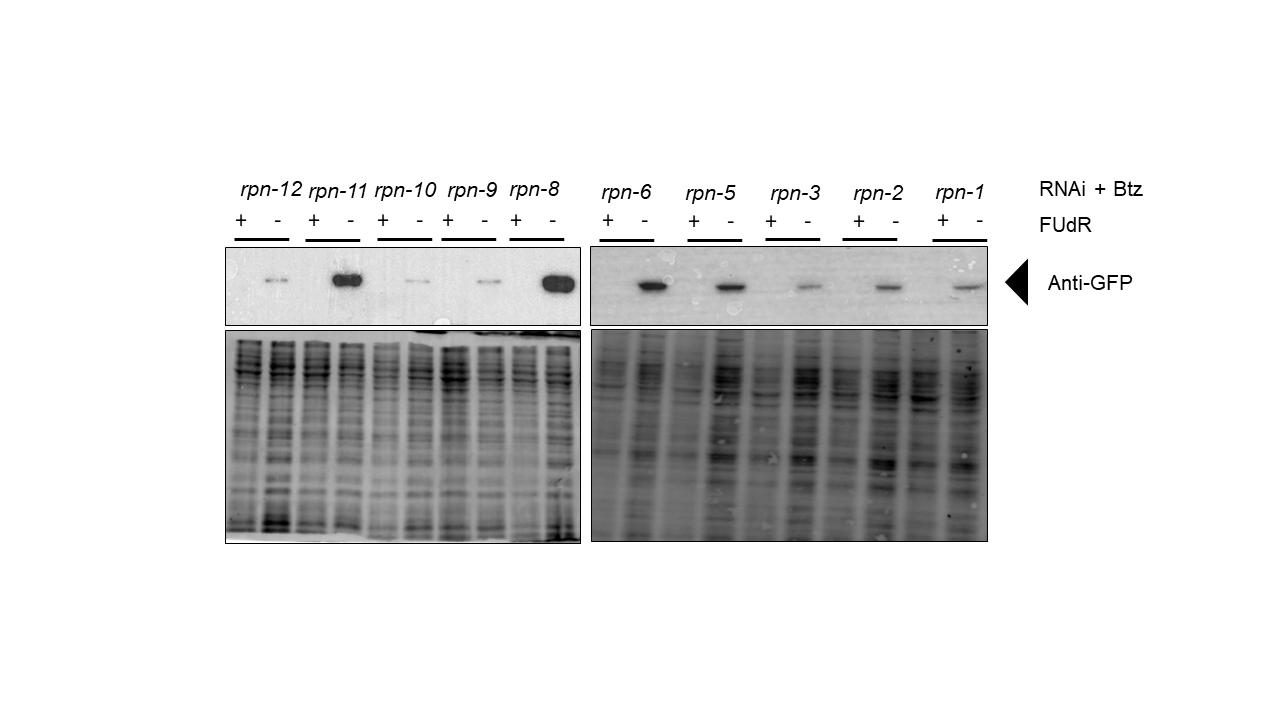 rpn-12 rpn-11 rpn-10 rpn-9 rpn-8 rpn-6 rpn-5 rpn-3 rpn-2 rpn-1 RNAi + Btz
+ - + - + - + - + - + - + - + - + - + - FUdR
Anti-GFP